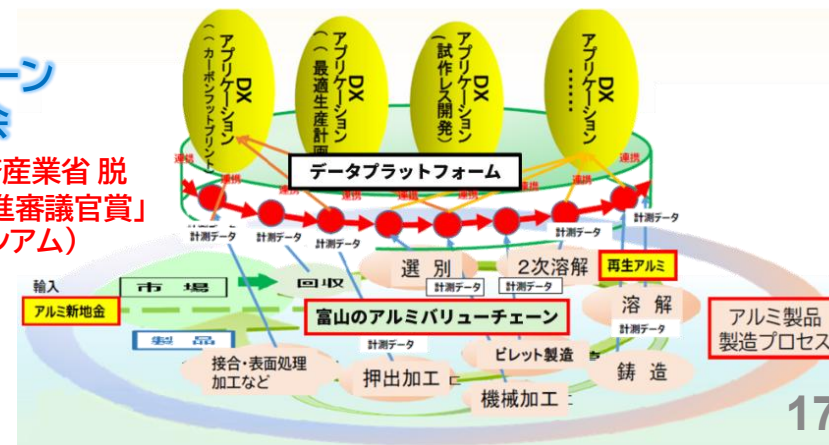 ーン
会
産業省 脱
進審議官賞」
ンアム）
DX
アプリケーション
（カーボンフットプリント）
DX
アプリケーション
（最適生産計画
DX
アプリケーション
（試作レス開発）
DX
アプリケーション
……
データプラットフォーム
連携
連携
連携
連携
連携
連携
連携
連携
計測データ
計測データ
計測データ
計測データ
計測データ
選別
2次溶解
再生アルミ
計測データ
計測データ
輸入
アルミ新地金
市場
回収
富山のアルミバリューチェーン
溶解
計測データ
アルミ製品
製造プロセス
製品
計測データ
接合・表面処理
加工など
押出加工
ビレット製造
機械加工
鋳造
17